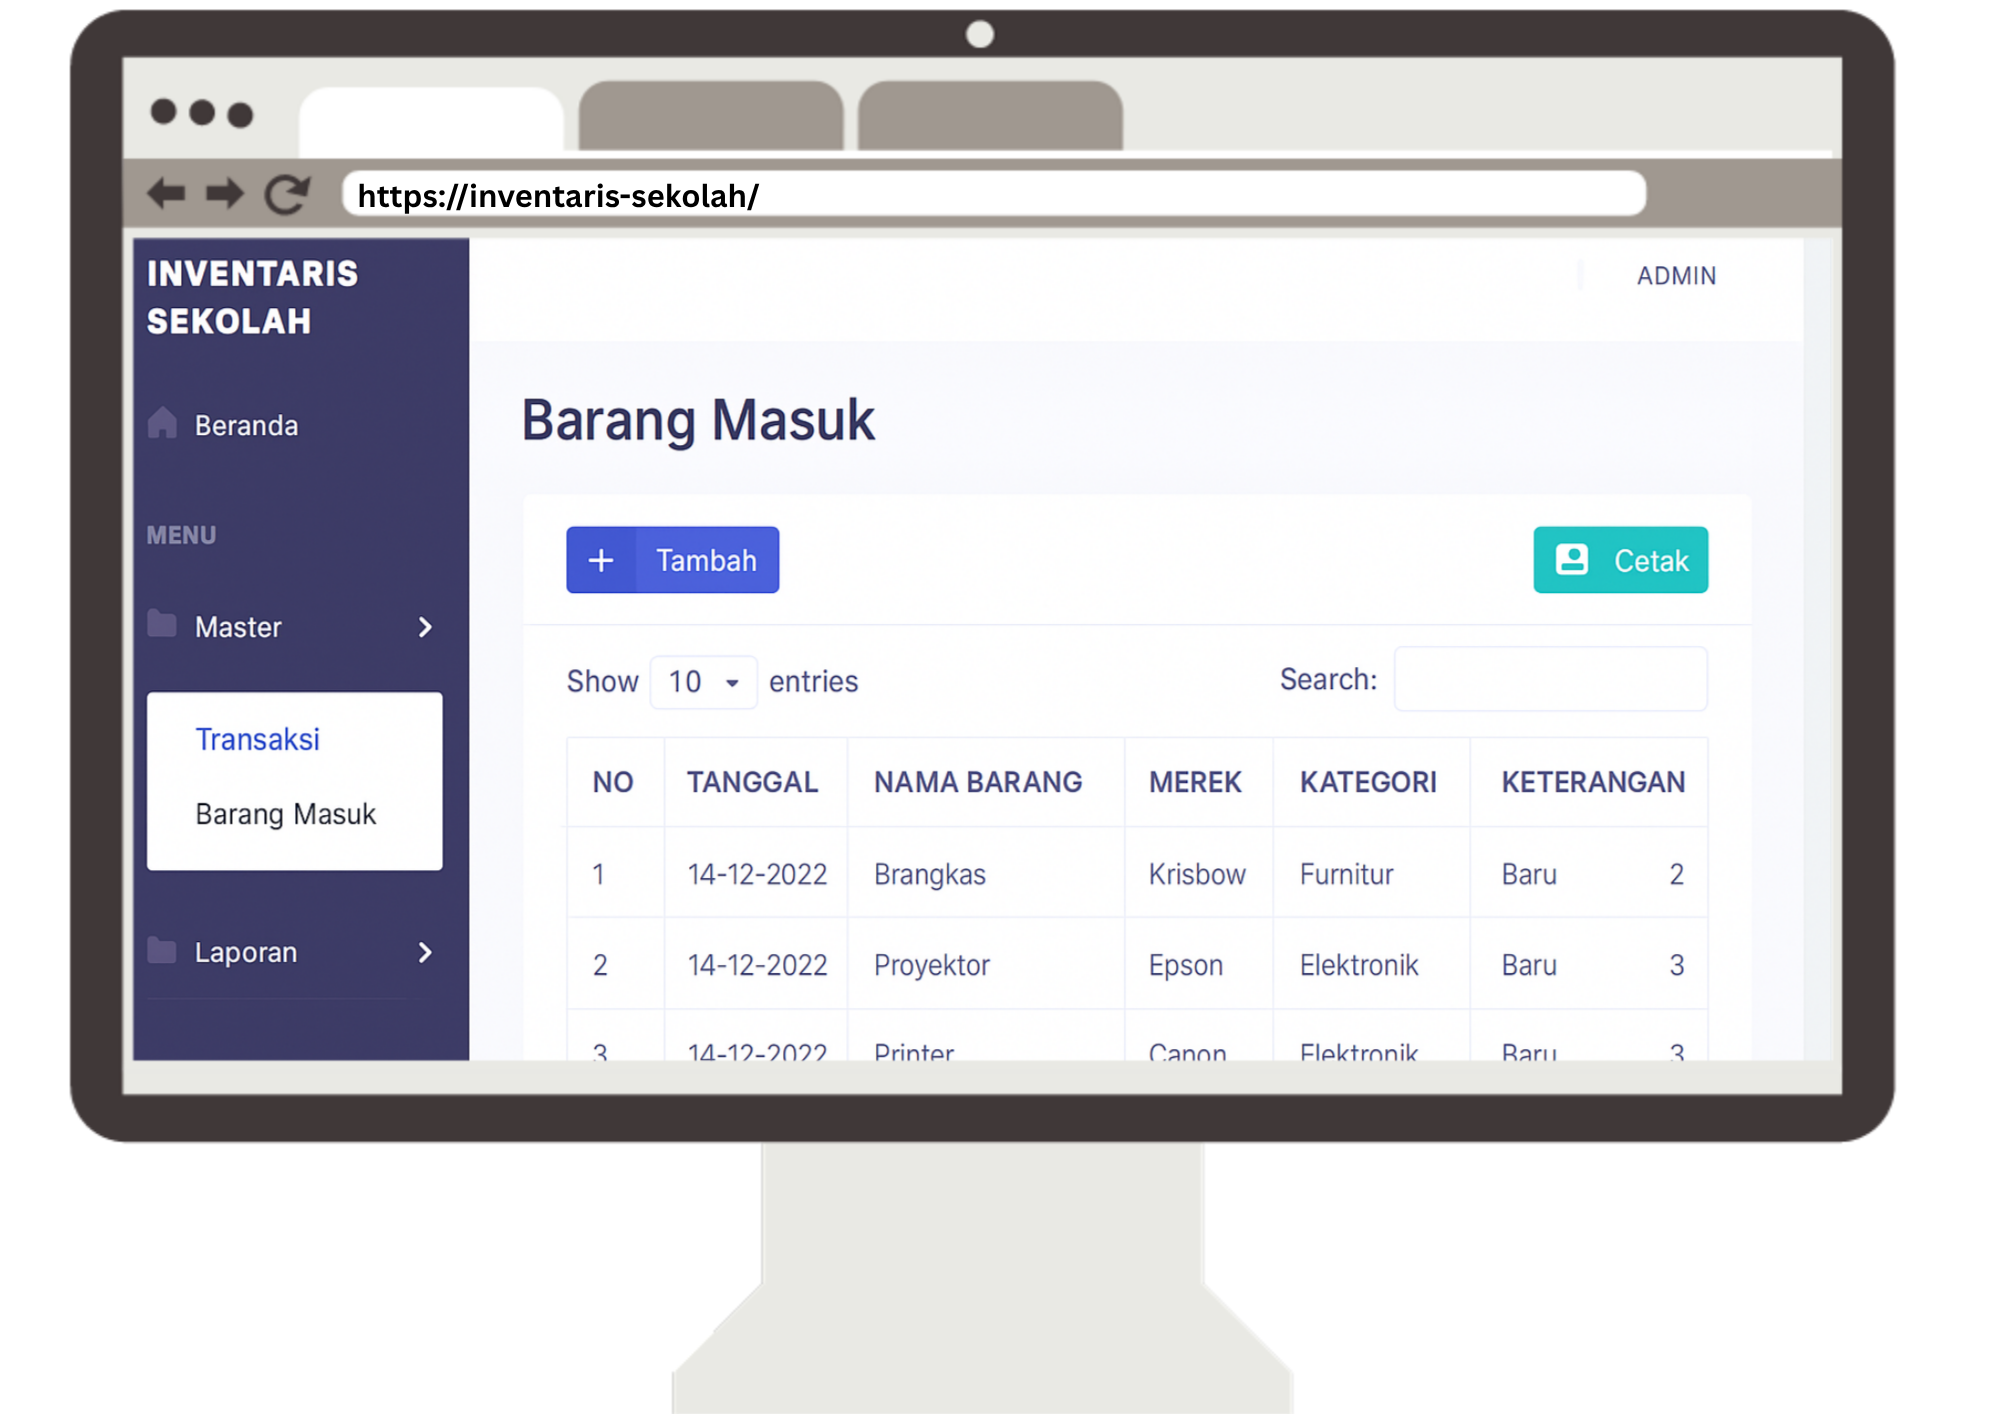 https://inventaris-sekolah/
INVENTARIS
SEKOLAH
ADMIN
Beranda
MENU
Master
Transaksi
Barang Masuk
Laporan
Barang Masuk
+ Tambah
Cetak
Show 10 entries
Search:
NO TANGGAL NAMA BARANG MEREK KATEGORI KETERANGAN
1 14-12-2022 Brangkas Krisbow Furnitur Baru 2
2 14-12-2022 Proyektor Epson Elektronik Baru 3
3 14-12-2022 Printer Canon Elektronik Baru 3